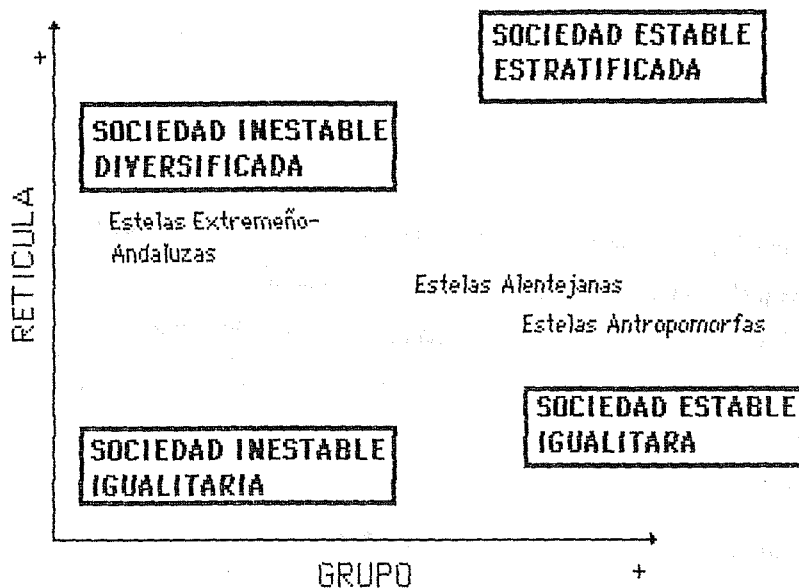 SOCIEDAD ESTABLE
ESTRATIFICADA
+
SOCIEDAD INESTABLE
DIVERSIFICADA
Estelas Extremeño-
Andaluzas
RETICULA
Estelas Alentejanas
Estelas Antropomorfas
SOCIEDAD ESTABLE
IGUALITARA
SOCIEDAD INESTABLE
IGUALITARIA
GRUPO
+